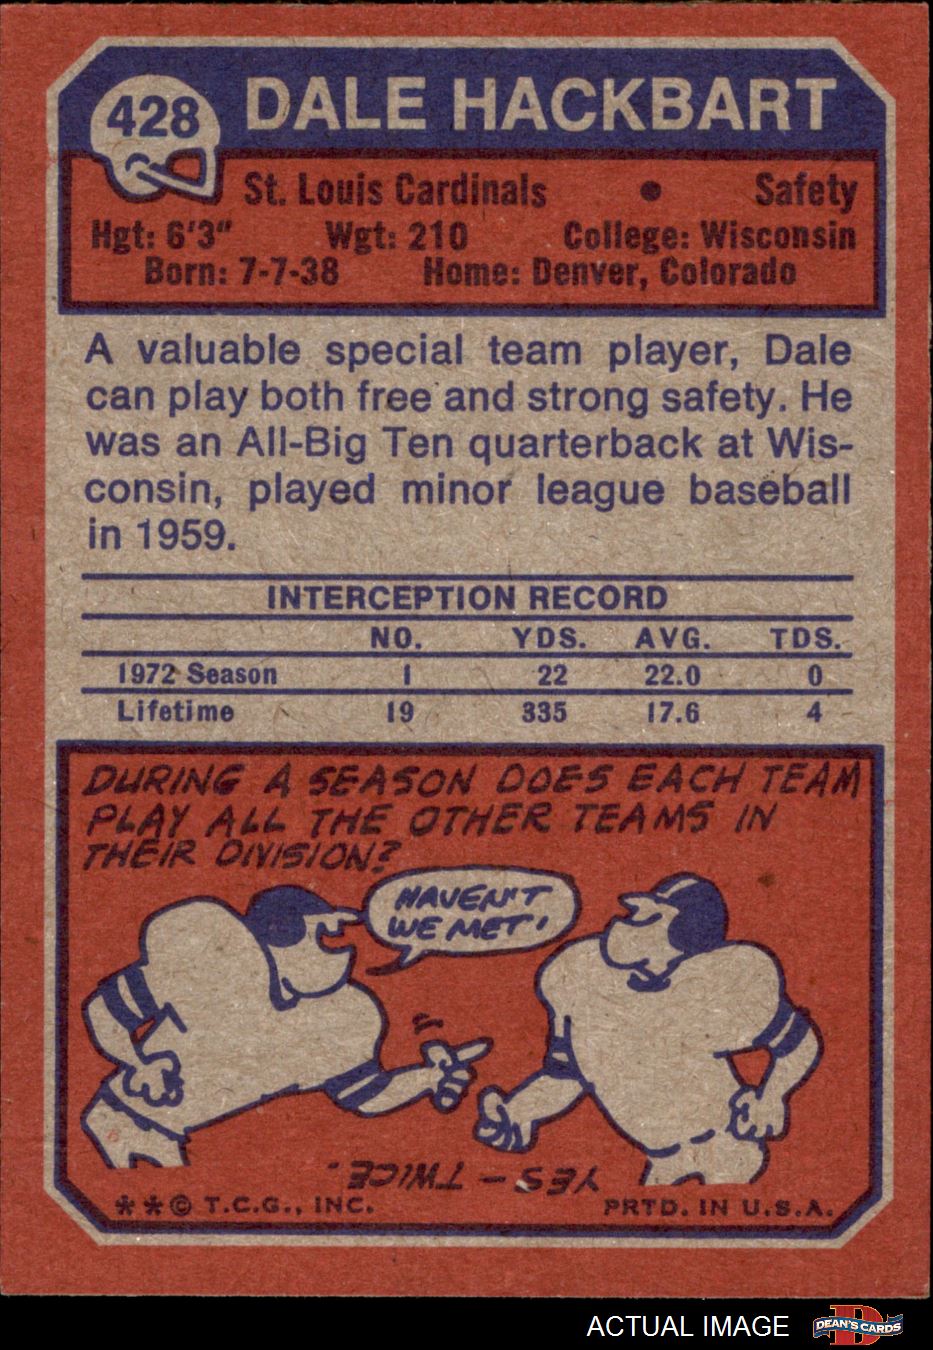 428
DALE HACKBART
St. Louis Cardinals • Safety
Hgt: 6'3" Wgt: 210 College: Wisconsin
Born: 7-7-38 Home: Denver, Colorado
A valuable special team player, Dale
can play both free and strong safety. He
was an All-Big Ten quarterback at Wis-
consin, played minor league baseball
in 1959.
INTERCEPTION RECORD
NO. YDS. AVG. TDS.
1972 Season 1 22 22.0 0
Lifetime 19 335 17.6 4
DURING A SEASON DOES EACH TEAM
PLAY ALL THE OTHER TEAMS IN
THEIR DIVISION?
HAVEN'T
WE MET!
YES - TWICE.
**© T.C.G., INC. PRTD. IN U.S.A.
ACTUAL IMAGE
D
DEAN'S CARDS